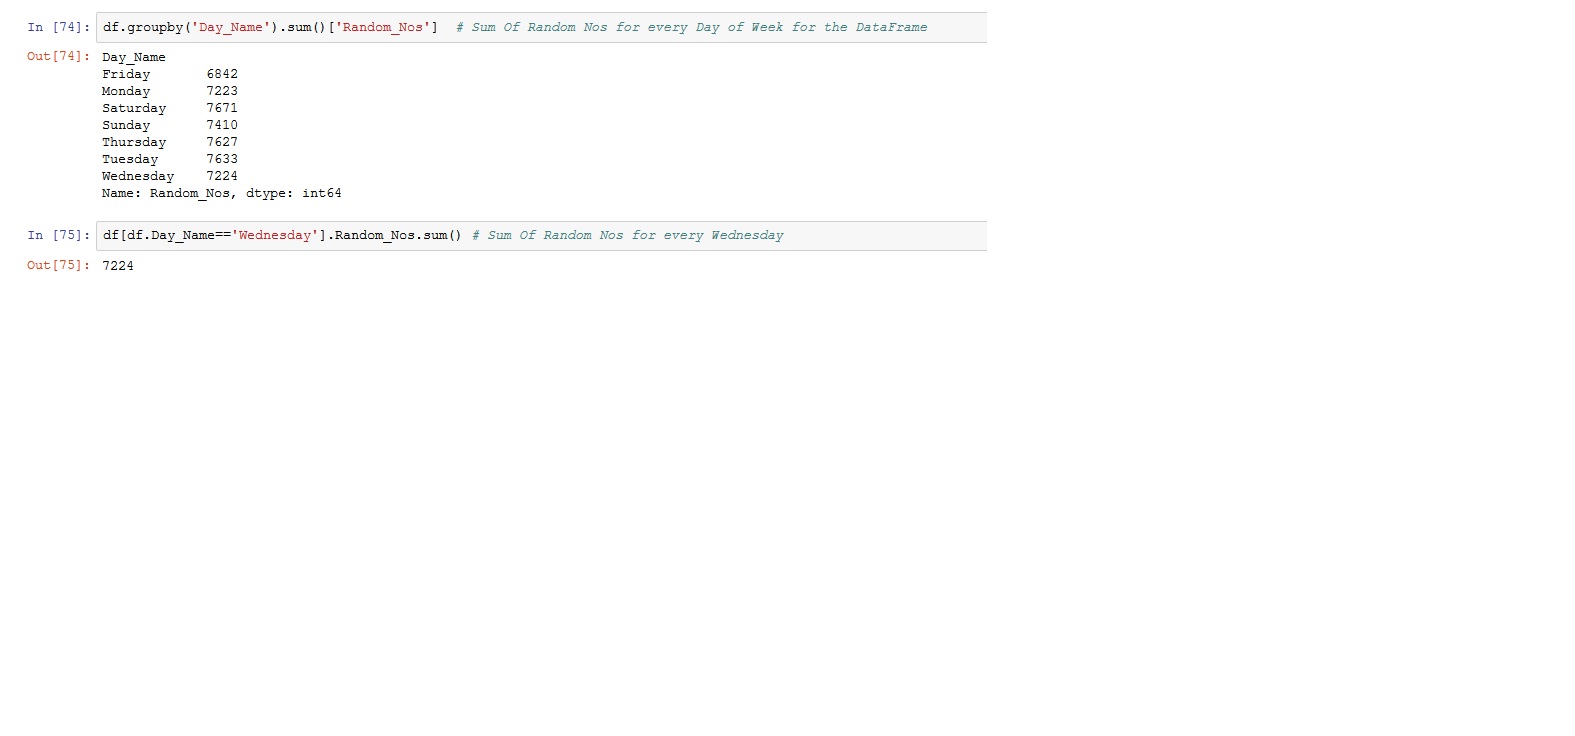 In [74]: df.groupby('Day_Name').sum()['Random_Nos']  # Sum Of Random Nos for every Day of Week for the DataFrame
Out[74]: Day_Name
Friday       6842
Monday       7223
Saturday     7671
Sunday       7410
Thursday     7627
Tuesday      7633
Wednesday    7224
Name: Random_Nos, dtype: int64
In [75]: df[df.Day_Name=='Wednesday'].Random_Nos.sum() # Sum Of Random Nos for every Wednesday
Out[75]: 7224